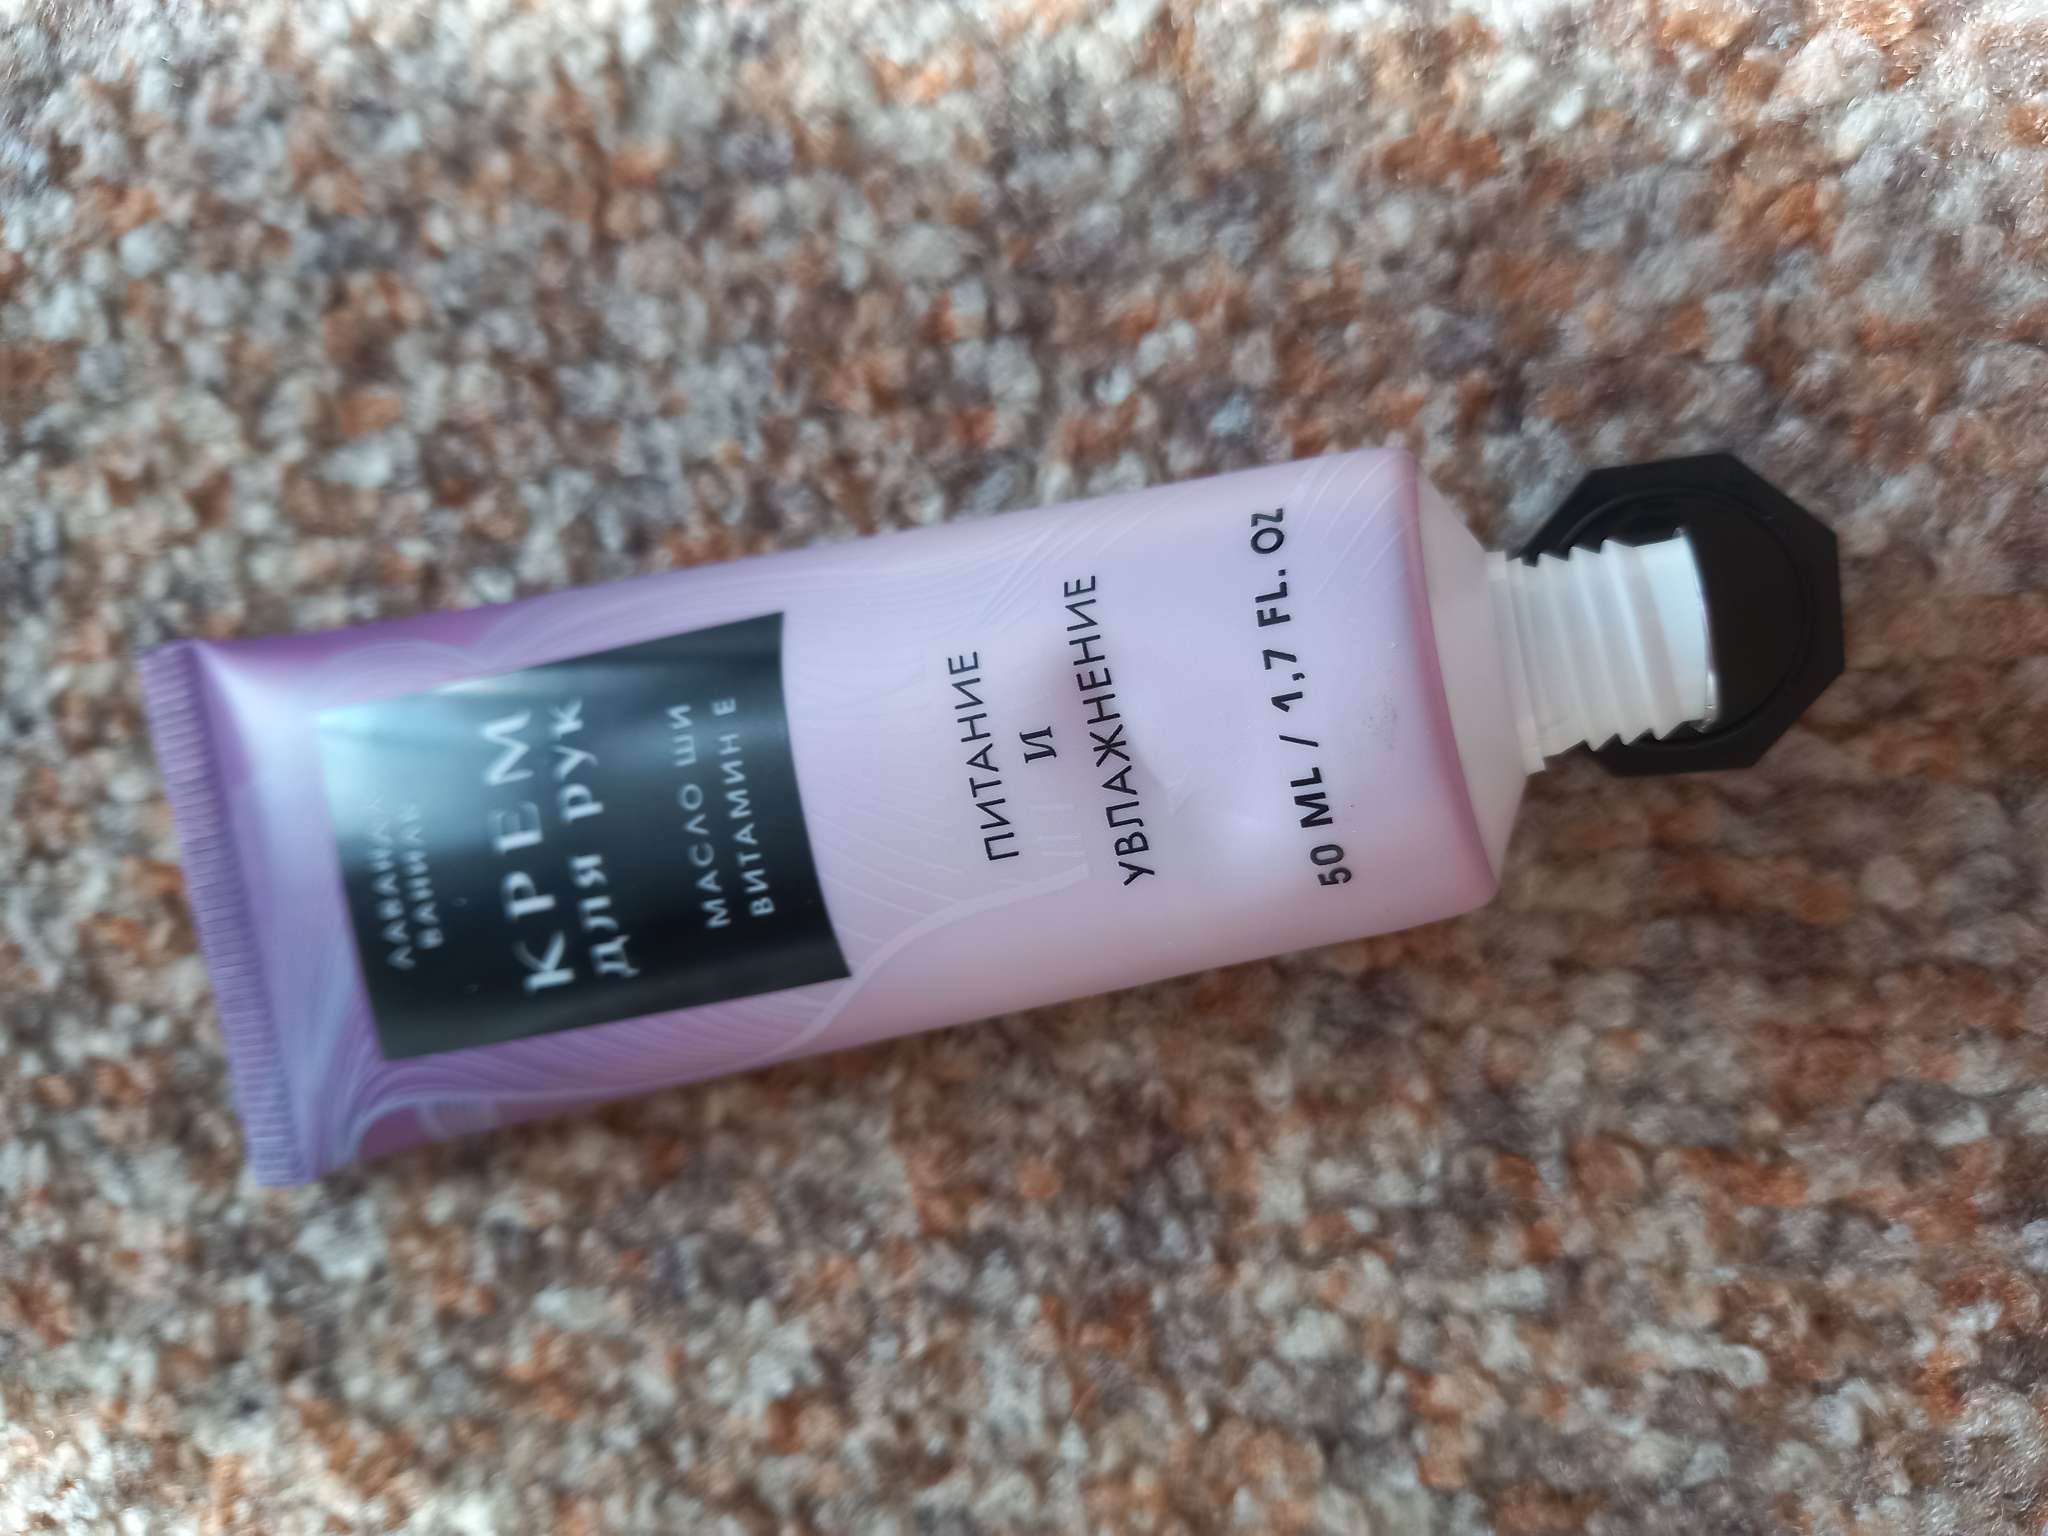 ЛАВАНДА
ВАНИЛЬ
КРЕМ
для рук
МАСЛО ШИ
ВИТАМИН Е
ПИТАНИЕ
И
УВЛАЖНЕНИЕ
50 ML / 1,7 FL. OZ